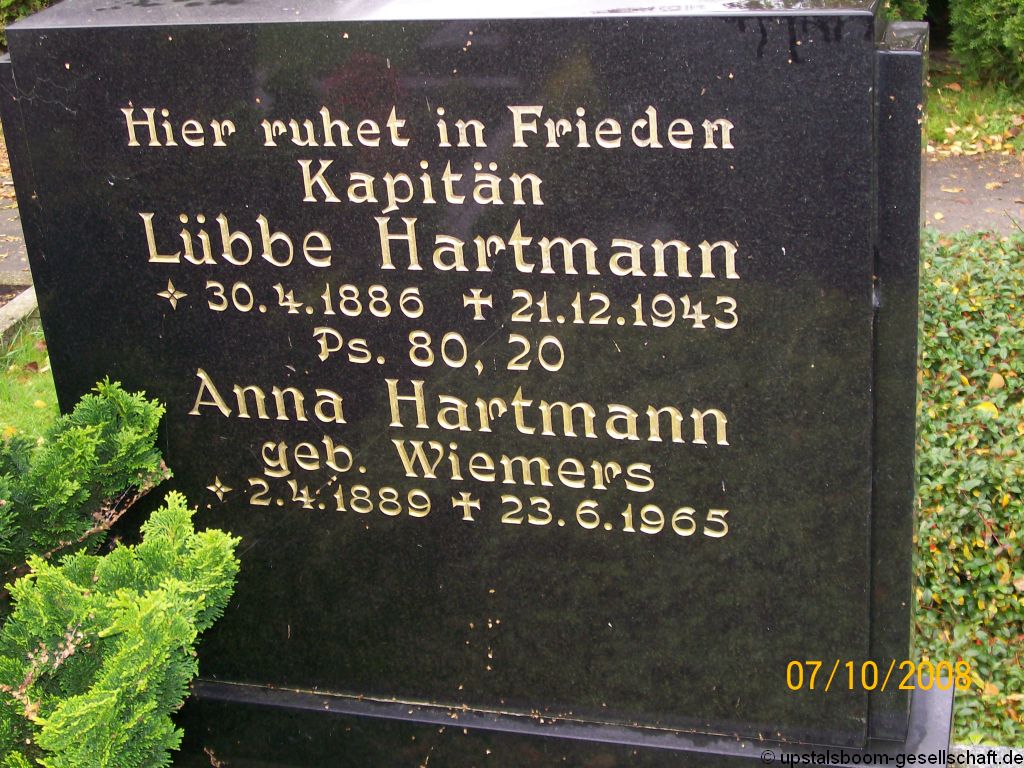 Hier ruhet in Frieden
Kapitän
Lübbe Hartmann
30.4.1886 21.12.1943
Ps. 80, 20
Anna Hartmann
geb. Wiemers
2.4.1889 23.6.1965
07/10/2008
© upstalsboom-gesellschaft.de